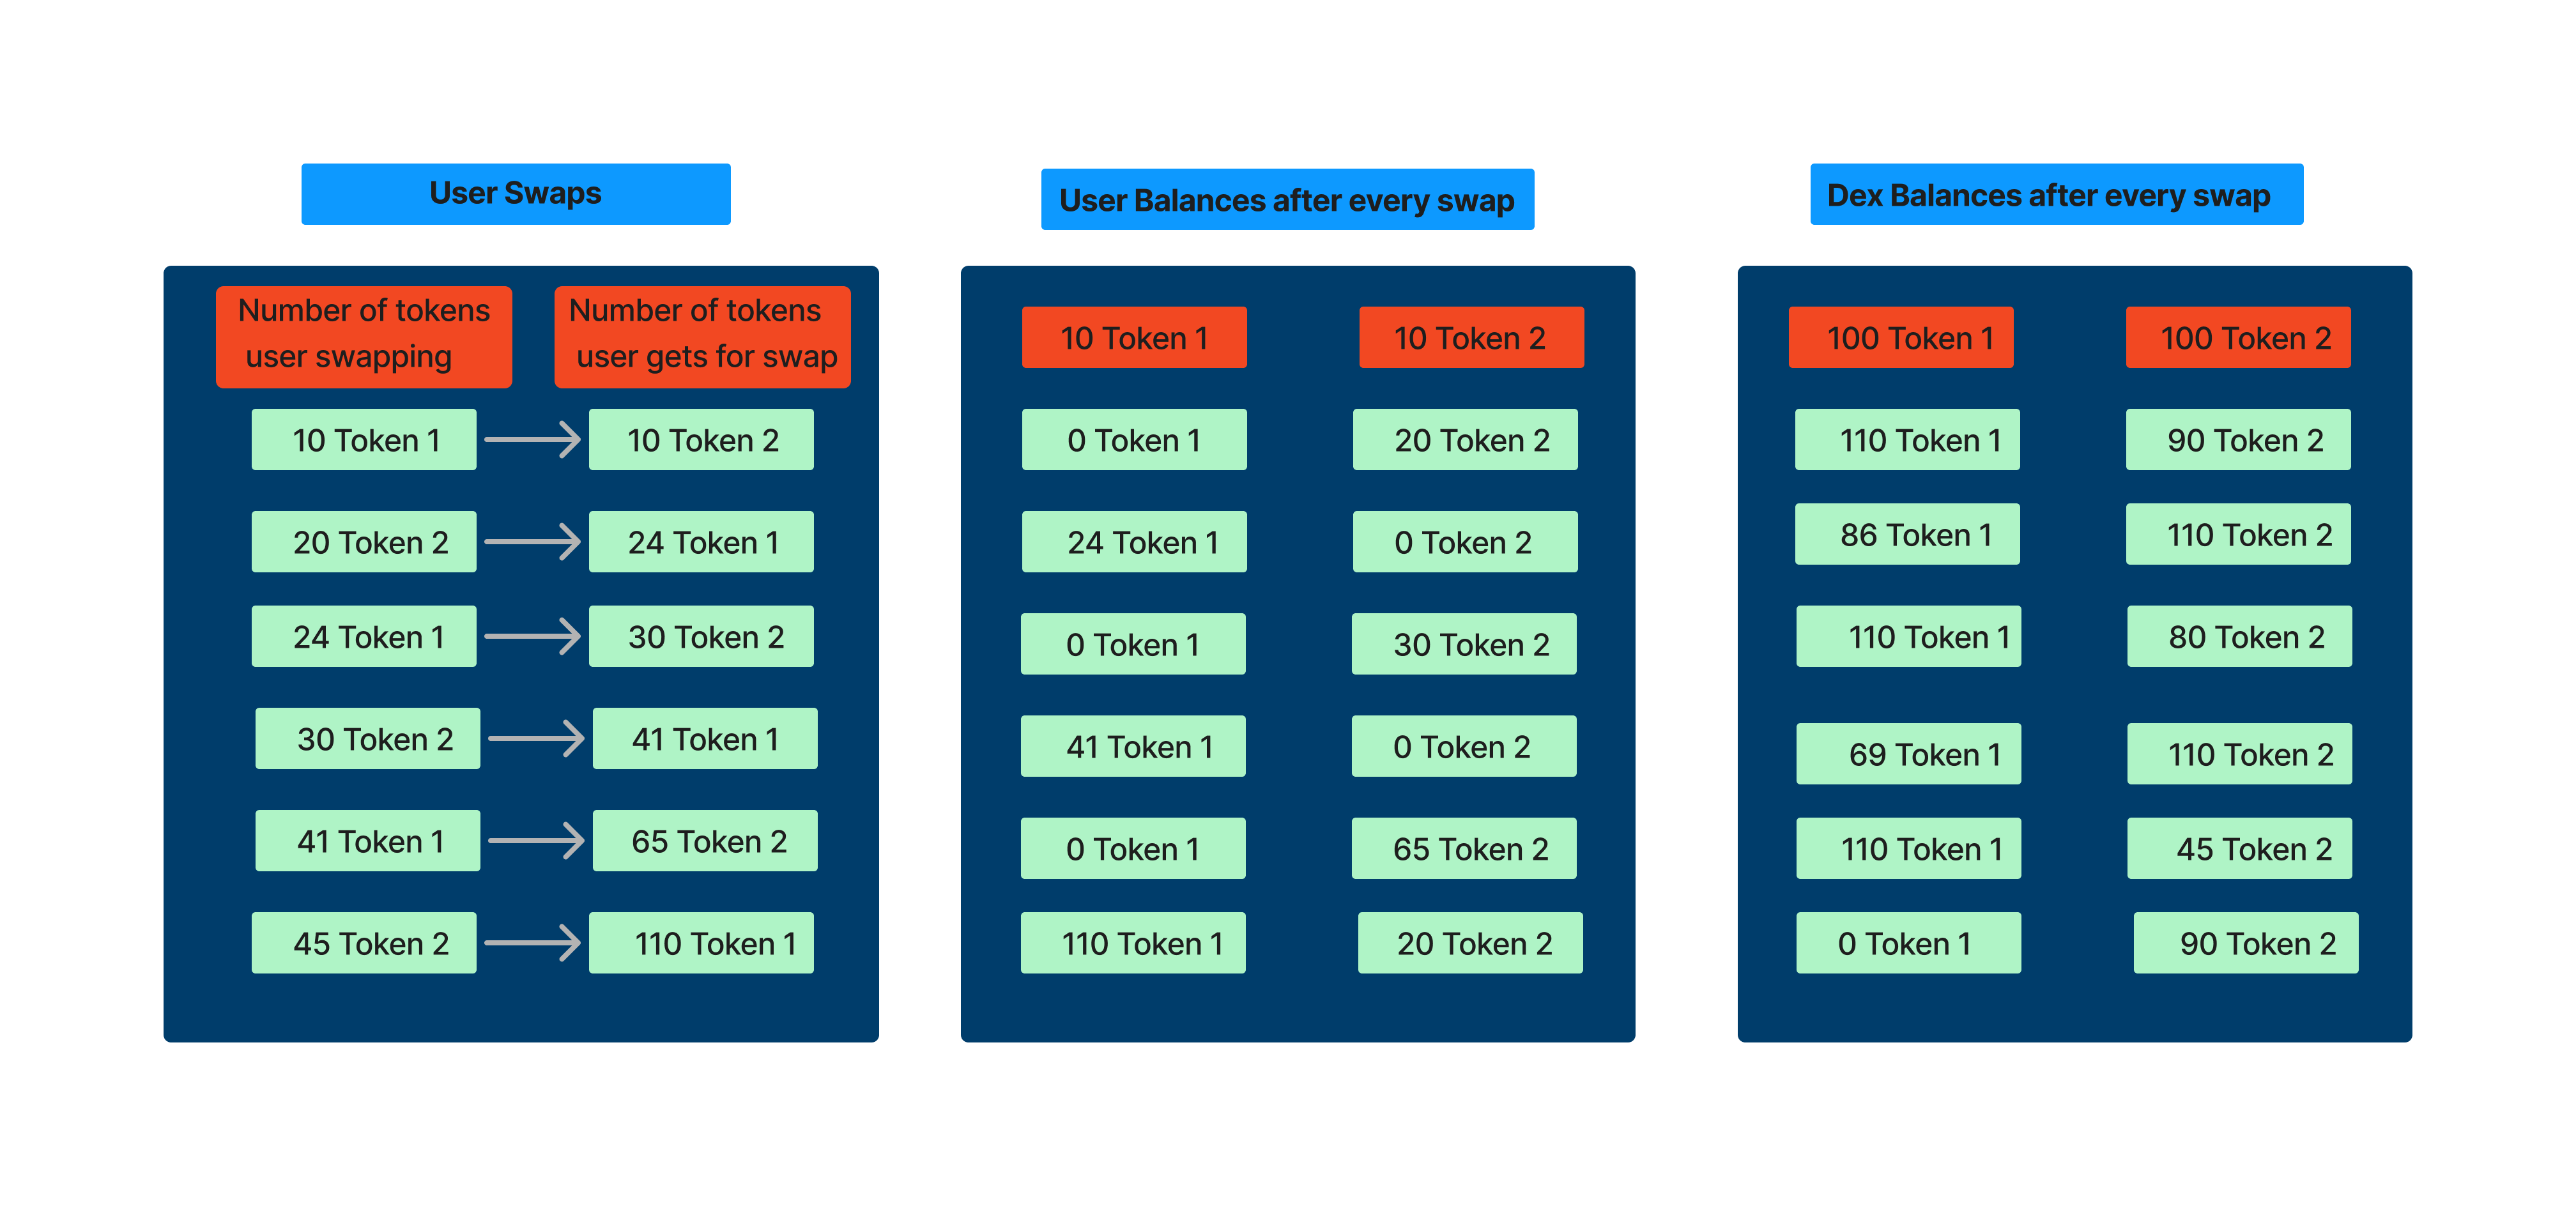 User Swaps
Number of tokens
user swapping
Number of tokens
user gets for swap
10 Token 1
10 Token 2
20 Token 2
24 Token 1
24 Token 1
30 Token 2
30 Token 2
41 Token 1
41 Token 1
65 Token 2
45 Token 2
110 Token 1
User Balances after every swap
10 Token 1
10 Token 2
0 Token 1
20 Token 2
24 Token 1
0 Token 2
0 Token 1
30 Token 2
41 Token 1
0 Token 2
0 Token 1
65 Token 2
110 Token 1
20 Token 2
Dex Balances after every swap
100 Token 1
100 Token 2
110 Token 1
90 Token 2
86 Token 1
110 Token 2
110 Token 1
80 Token 2
69 Token 1
110 Token 2
110 Token 1
45 Token 2
0 Token 1
90 Token 2